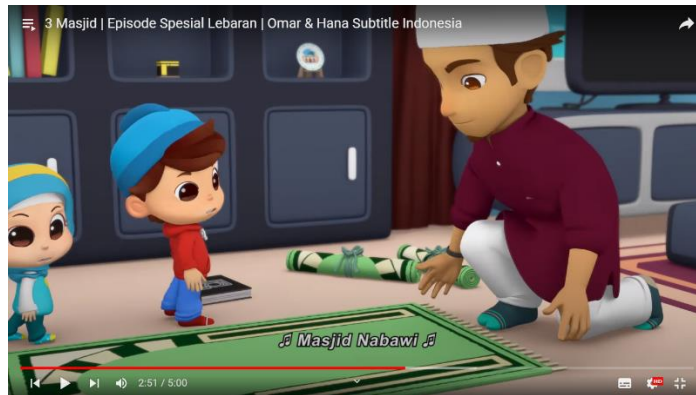 3 Masjid | Episode Spesial Lebaran | Omar & Hana Subtitle Indonesia
♫ Masjid Nabawi ♫
2:51 / 5:00